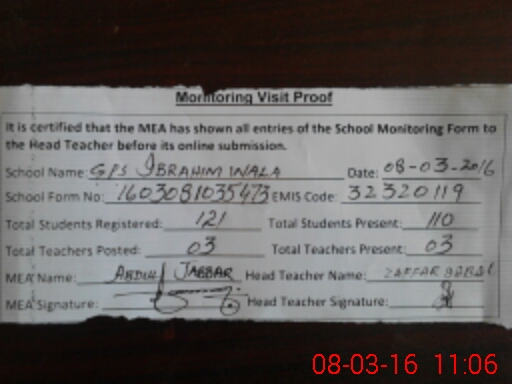 Monitoring Visit Proof
It is certified that the MEA has shown all entries of the School Monitoring Form to
the Head Teacher before its online submission.
School Name: GPS IBRAHIM WALA Date: 08-03-2016
School Form No: 1603081035473 EMIS Code: 32320119
Total Students Registered: 121 Total Students Present: 110
Total Teachers Posted: 03 Total Teachers Present: 03
MEA Name: ABDUL JABBAR Head Teacher Name: ZAFFAR
MEA Signature: Head Teacher Signature:
08-03-16 11:06